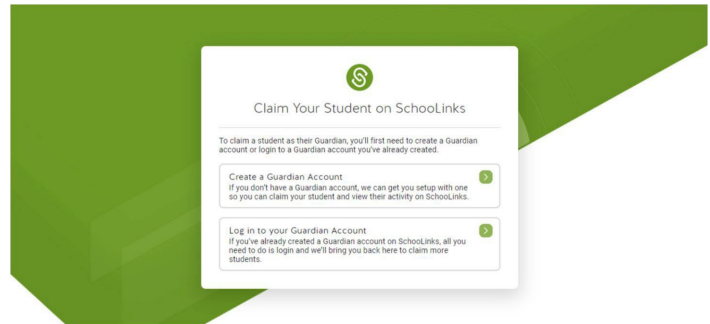 Claim Your Student on SchooLinks
To claim a student as their Guardian, you'll first need to create a Guardian
account or login to a Guardian account you've already created.
Create a Guardian Account
If you don't have a Guardian account, we can get you setup with one
so you can claim your student and view their activity on SchooLinks.
Log in to your Guardian Account
If you've already created a Guardian account on SchooLinks, all you
need to do is login and we'll bring you back here to claim more
students.